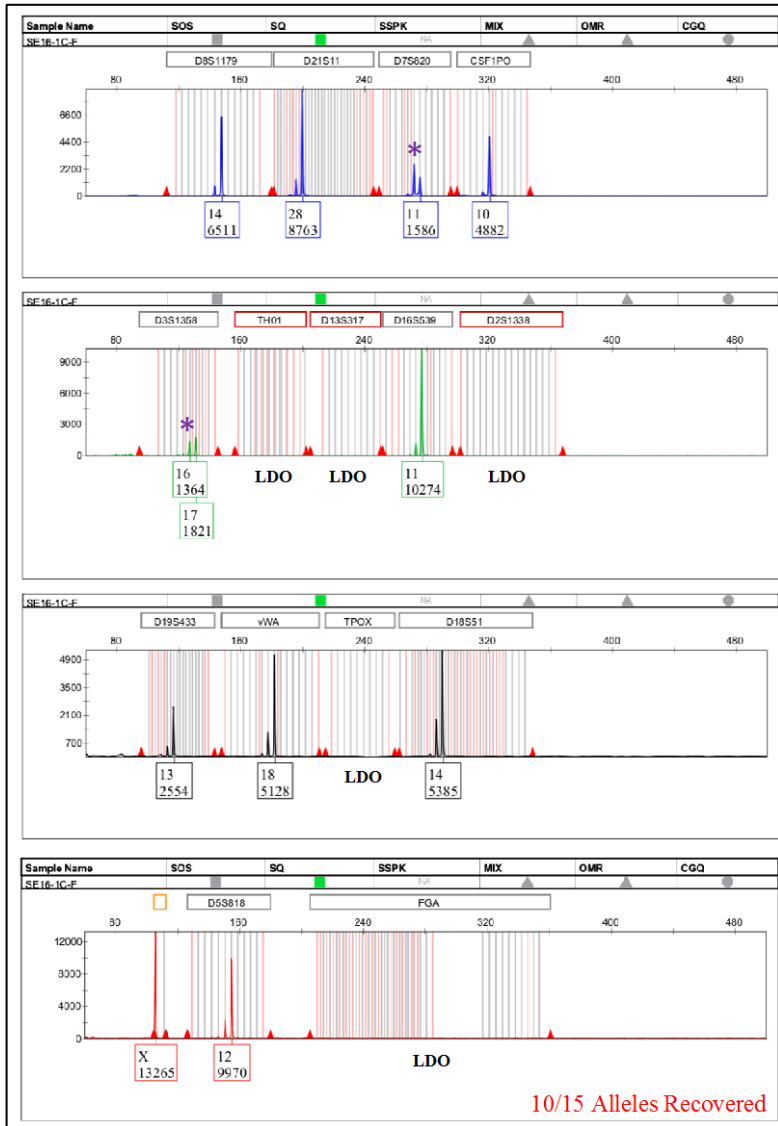 Sample Name SOS SQ SSPK MIX OMR CGQ
SE16-1C-F NA
D8S1179 D21S11 D7S820 CSF1PO
80 160 240 320 400 480
6600
4400
2200
0
*
14 28 11 10
6511 8763 1586 4882
SE16-1C-F NA
D3S1358 TH01 D13S317 D16S539 D2S1338
80 160 240 320 400 480
9000
6000
3000
0
*
16 LDO LDO 11 LDO
1364 10274
17
1821
SE16-1C-F NA
D19S433 vWA TPOX D18S51
80 160 240 320 400 480
4900
3500
2100
700
13 18 LDO 14
2554 5128 5385
Sample Name SOS SQ SSPK MIX OMR CGQ
SE16-1C-F NA
D5S818 FGA
80 160 240 320 400 480
12000
8000
4000
0
X 12 LDO
13265 9970
10/15 Alleles Recovered